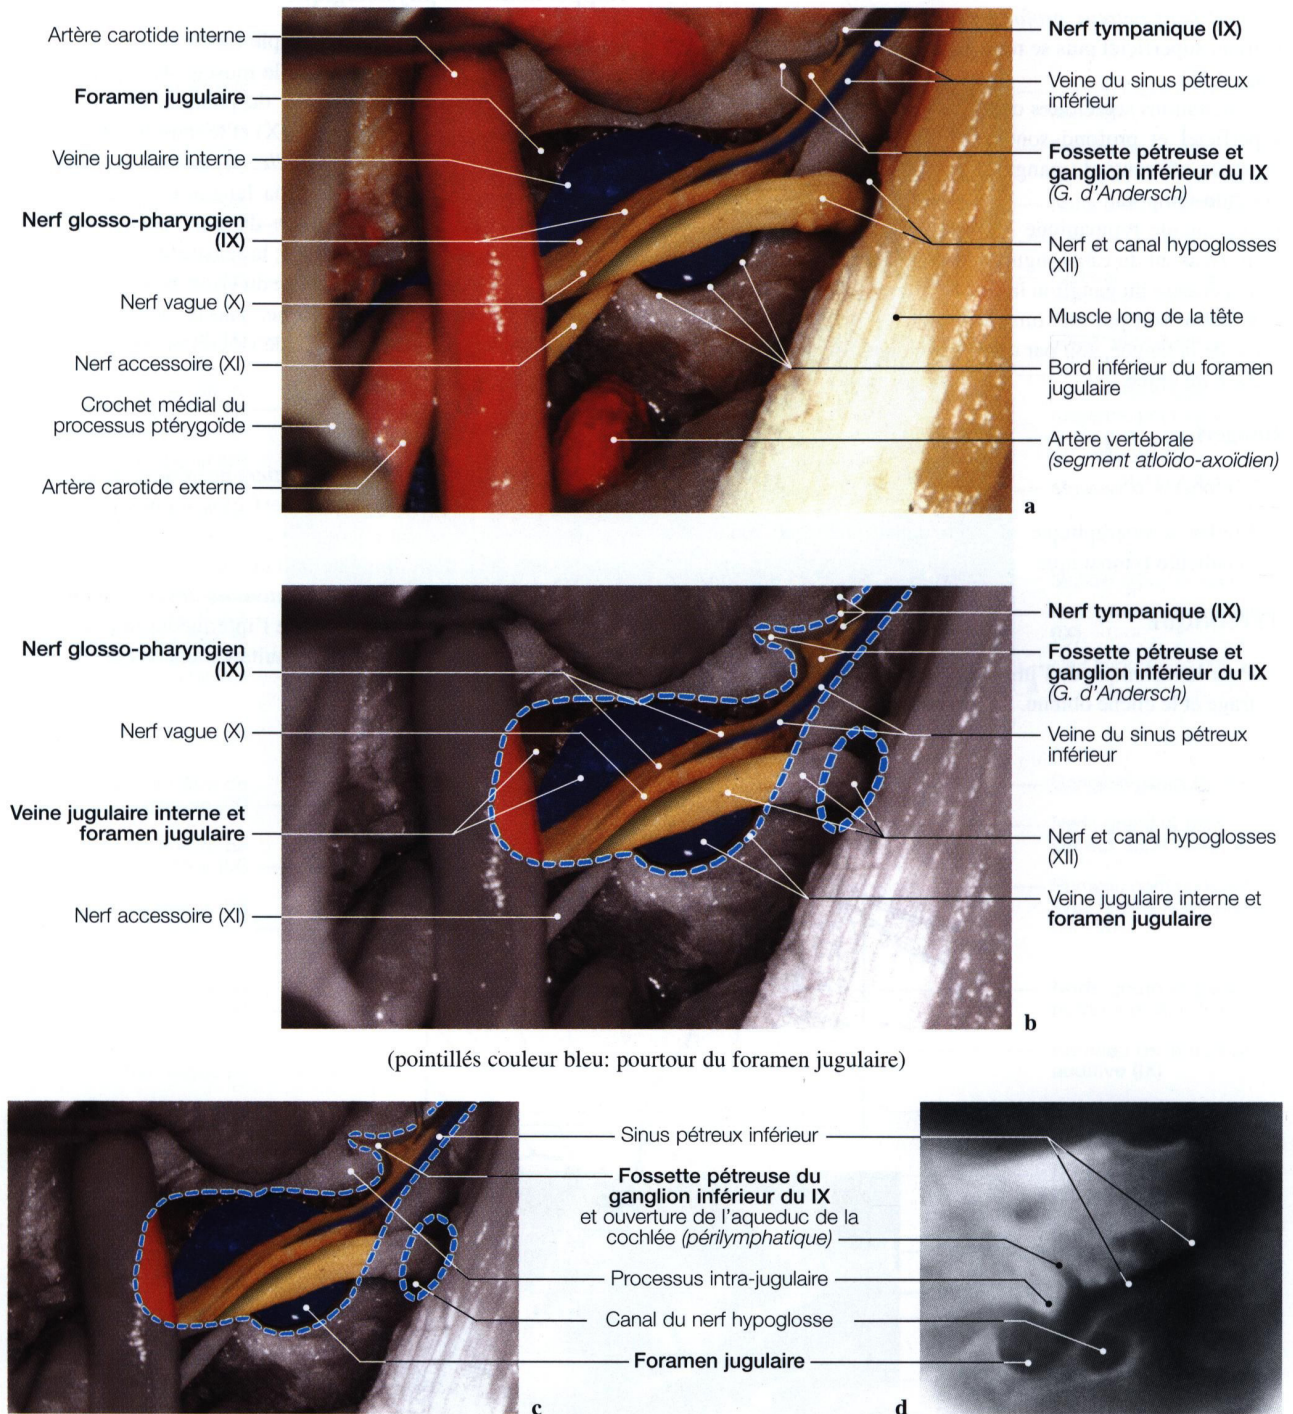 Artère carotide interne
Foramen jugulaire
Veine jugulaire interne
Nerf glosso-pharyngien
(IX)
Nerf vague (X)
Nerf accessoire (XI)
Crochet médial du
processus ptérygoïde
Artère carotide externe
Nerf tympanique (IX)
Veine du sinus pétreux
inférieur
Fossette pétreuse et
ganglion inférieur du IX
(G. d'Andersch)
Nerf et canal hypoglosses
(XII)
Muscle long de la tête
Bord inférieur du foramen
jugulaire
Artère vertébrale
(segment atloïdo-axoïdien)
a
Nerf glosso-pharyngien
(IX)
Nerf vague (X)
Veine jugulaire interne et
foramen jugulaire
Nerf accessoire (XI)
Nerf tympanique (IX)
Fossette pétreuse et
ganglion inférieur du IX
(G. d'Andersch)
Veine du sinus pétreux
inférieur
Nerf et canal hypoglosses
(XII)
Veine jugulaire interne et
foramen jugulaire
b
(pointillés couleur bleu: pourtour du foramen jugulaire)
Sinus pétreux inférieur
Fossette pétreuse du
ganglion inférieur du IX
et ouverture de l'aqueduc de la
cochlée (périlymphatique)
Processus intra-jugulaire
Canal du nerf hypoglosse
Foramen jugulaire
c
d